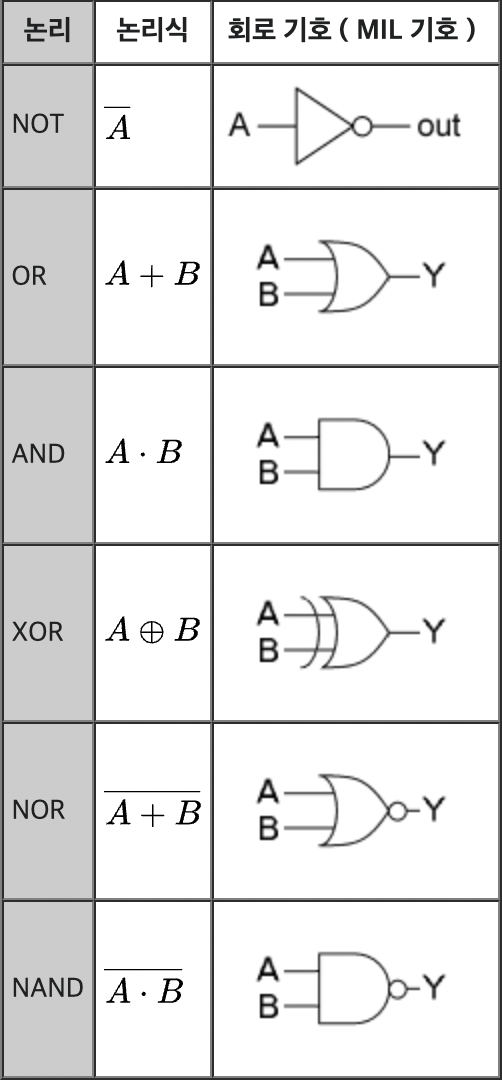 논리 논리식 회로 기호 ( MIL 기호 )
NOT A̅ A out
OR A + B A B Y
AND A · B A B Y
XOR A ⊕ B A B Y
NOR A̅ ̅+̅ ̅B̅ A B Y
NAND A̅ ̅·̅ ̅B̅ A B Y